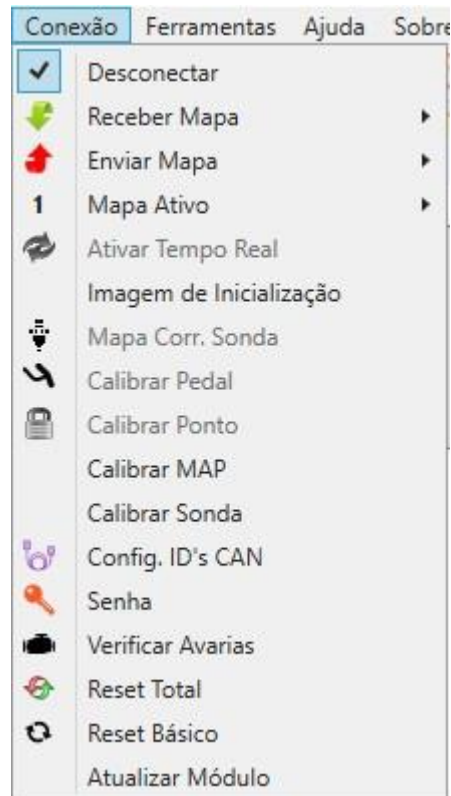 Conexão Ferramentas Ajuda Sobre
Desconectar
Receber Mapa
Enviar Mapa
1 Mapa Ativo
Ativar Tempo Real
Imagem de Inicialização
Mapa Corr. Sonda
Calibrar Pedal
Calibrar Ponto
Calibrar MAP
Calibrar Sonda
Config. ID's CAN
Senha
Verificar Avarias
Reset Total
Reset Básico
Atualizar Módulo